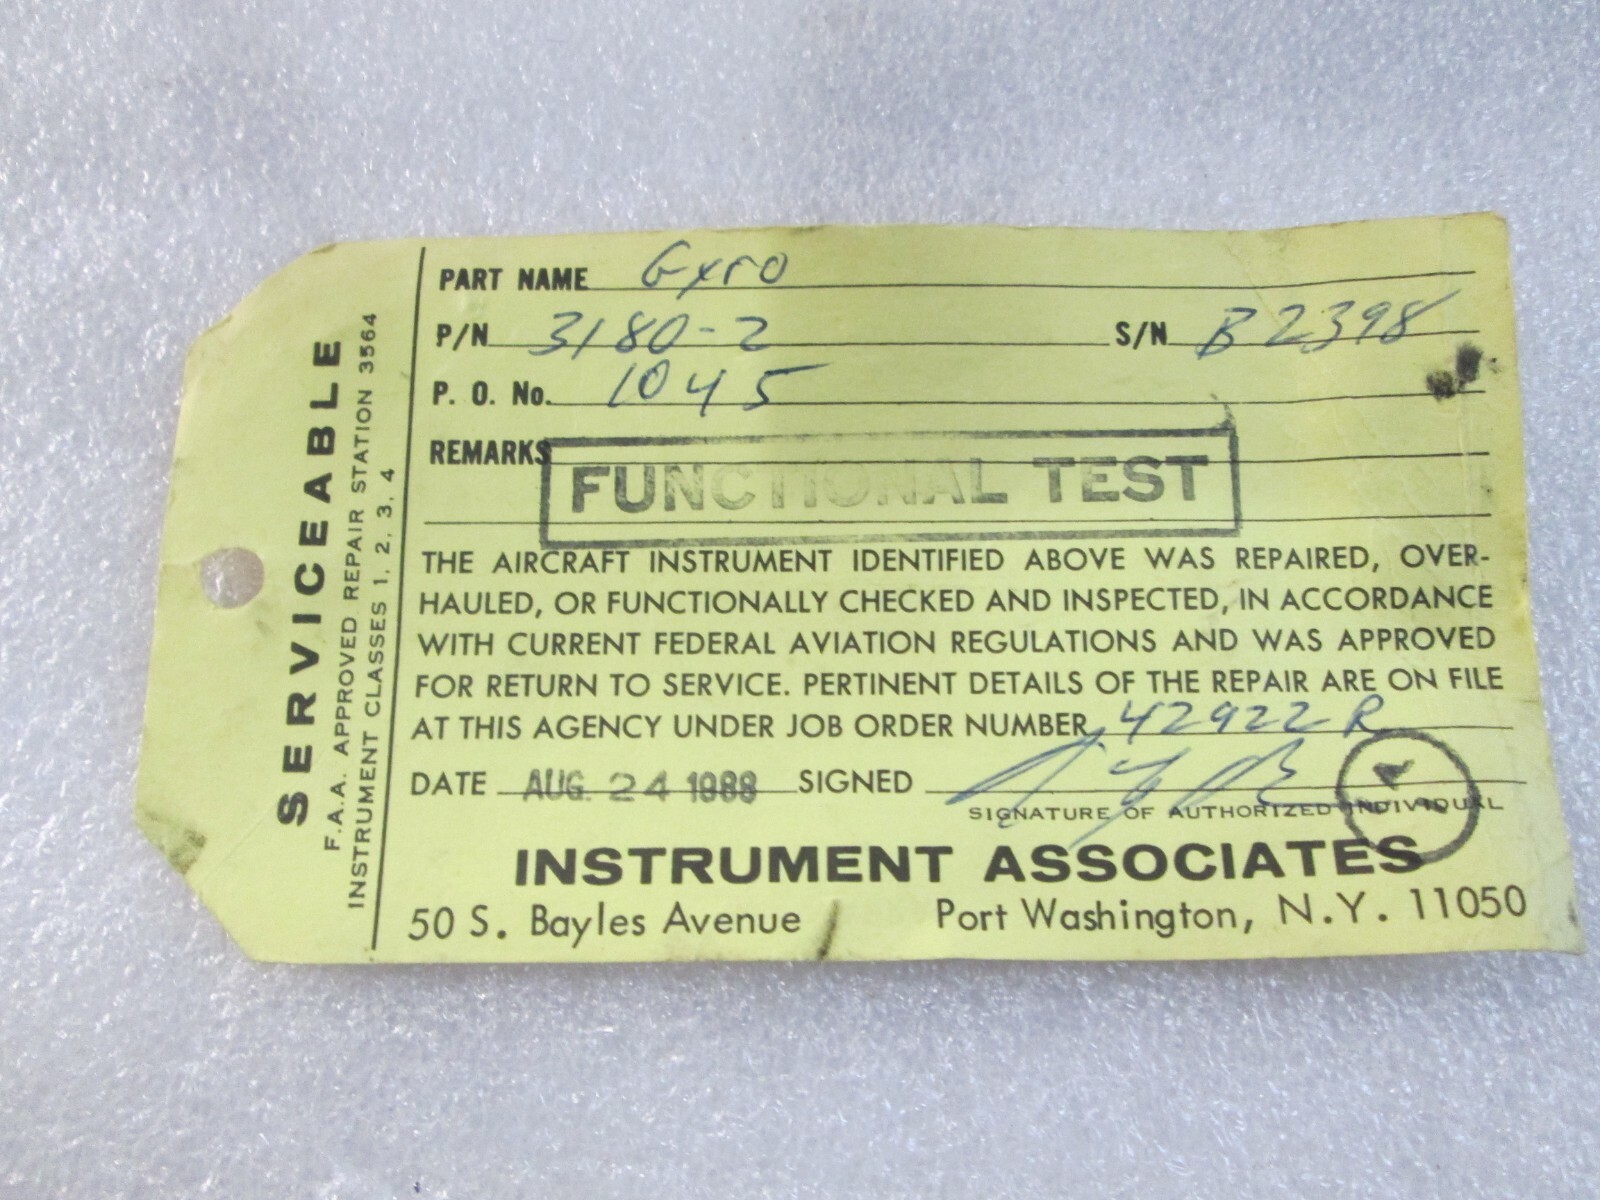 SERVICEABLE
F.A.A. APPROVED REPAIR STATION 3564
INSTRUMENT CLASSES 1, 2, 3, 4
PART NAME Gyro
P/N 3180-2 S/N B2398
P. O. No. 1045
REMARKS FUNCTIONAL TEST
THE AIRCRAFT INSTRUMENT IDENTIFIED ABOVE WAS REPAIRED, OVER-
HAULED, OR FUNCTIONALLY CHECKED AND INSPECTED, IN ACCORDANCE
WITH CURRENT FEDERAL AVIATION REGULATIONS AND WAS APPROVED
FOR RETURN TO SERVICE. PERTINENT DETAILS OF THE REPAIR ARE ON FILE
AT THIS AGENCY UNDER JOB ORDER NUMBER 42922 R
DATE AUG. 24 1988 SIGNED
SIGNATURE OF AUTHORIZED INDIVIDUAL
INSTRUMENT ASSOCIATES
50 S. Bayles Avenue Port Washington, N.Y. 11050